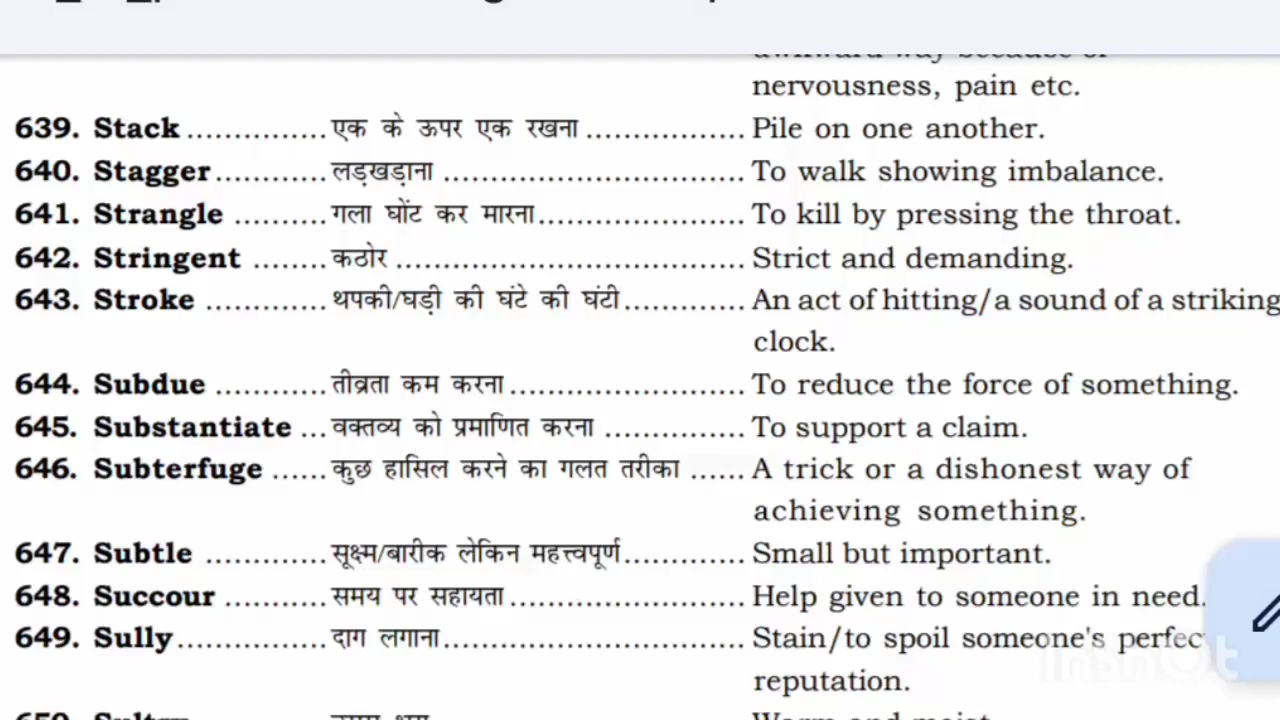 nervousness, pain etc.
639. Stack .............. एक के ऊपर एक रखना ................. Pile on one another.
640. Stagger ........... लड़खड़ाना ................................ To walk showing imbalance.
641. Strangle .......... गला घोंट कर मारना...................... To kill by pressing the throat.
642. Stringent ........ कठोर ..................................... Strict and demanding.
643. Stroke ............ थपकी/घड़ी की घंटे की घंटी............. An act of hitting/a sound of a striking
clock.
644. Subdue ........... तीव्रता कम करना......................... To reduce the force of something.
645. Substantiate ... वक्तव्य को प्रमाणित करना ............... To support a claim.
646. Subterfuge ...... कुछ हासिल करने का गलत तरीका ...... A trick or a dishonest way of
achieving something.
647. Subtle ............. सूक्ष्म/बारीक लेकिन महत्त्वपूर्ण............. Small but important.
648. Succour ........... समय पर सहायता......................... Help given to someone in need.
649. Sully................ दाग लगाना................................ Stain/to spoil someone's perfec
reputation.